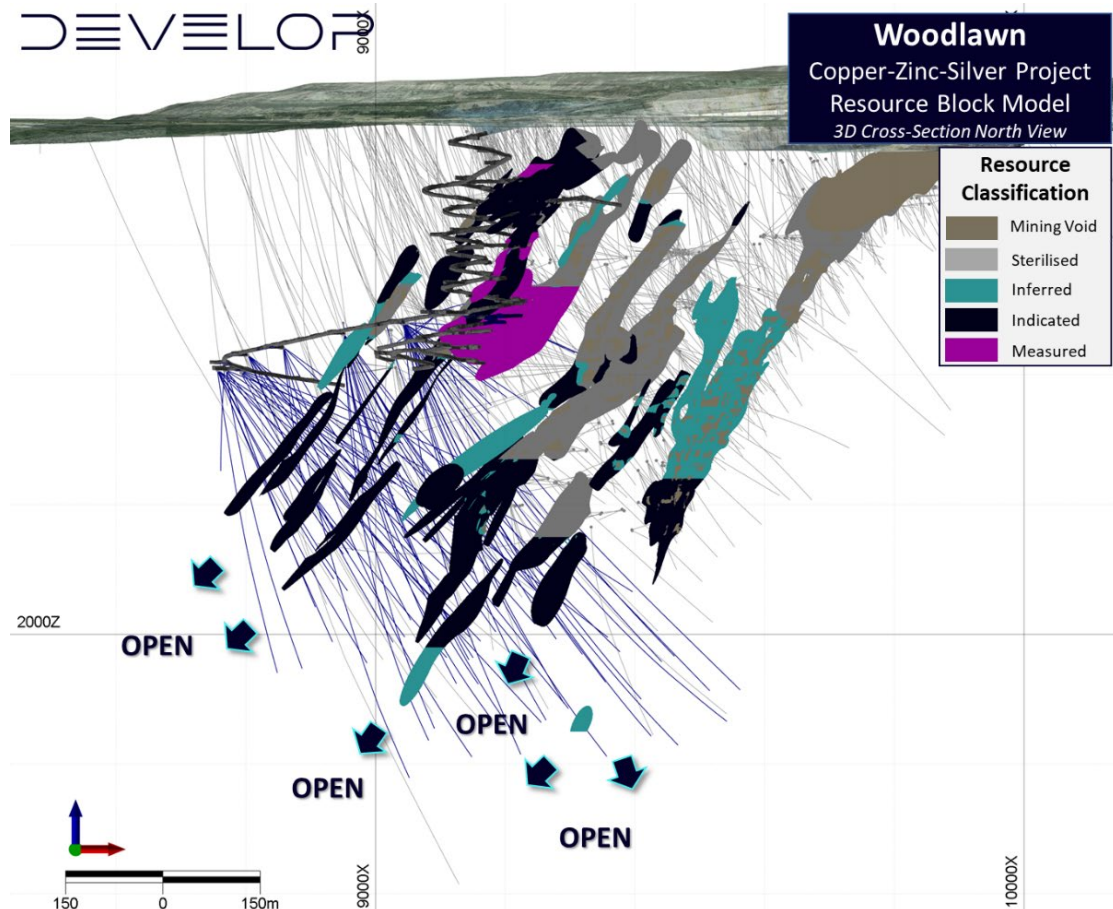 DEVELOP
9000X
Woodlawn
Copper-Zinc-Silver Project
Resource Block Model
3D Cross-Section North View
Resource
Classification
Mining Void
Sterilised
Inferred
Indicated
Measured
2000Z
OPEN
OPEN
OPEN
OPEN
9000X
10000X
150
0
150m